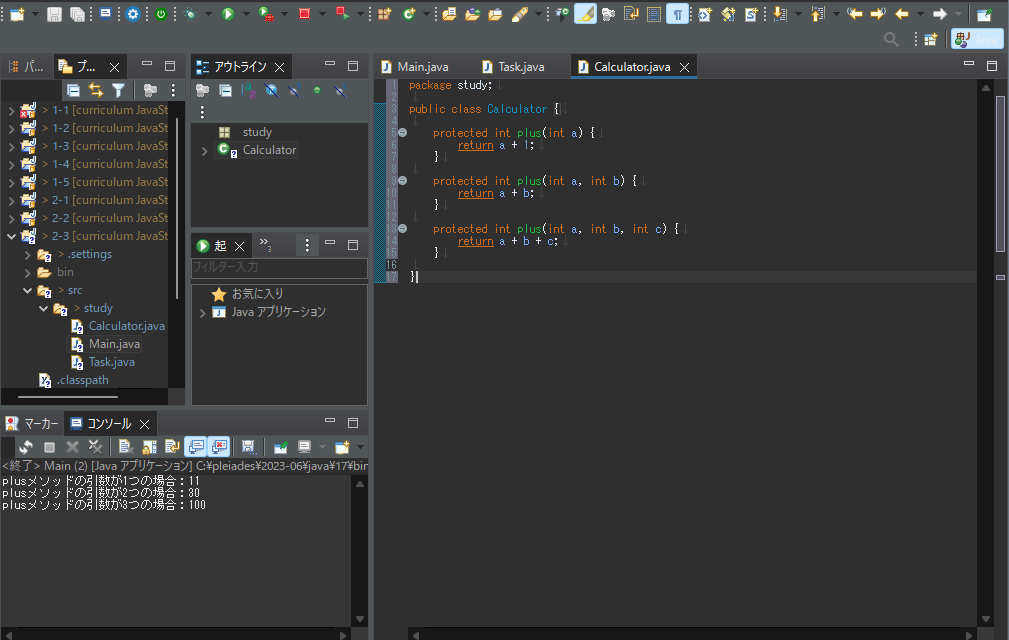 Java
パ...
プ...
> 1-1 [curriculum JavaSt
> 1-2 [curriculum JavaSt
> 1-3 [curriculum JavaSt
> 1-4 [curriculum JavaSt
> 1-5 [curriculum JavaSt
> 2-1 [curriculum JavaSt
> 2-2 [curriculum JavaSt
> 2-3 [curriculum JavaSt
> .settings
bin
> src
> study
Calculator.java
Main.java
Task.java
.classpath
アウトライン
study
Calculator
起
»3
フィルター入力
お気に入り
Java アプリケーション
Main.java
Task.java
Calculator.java
1 package study;
2
3 public class Calculator {
4
5 protected int plus(int a) {
6 return a + 1;
7 }
8
9 protected int plus(int a, int b) {
10 return a + b;
11 }
12
13 protected int plus(int a, int b, int c) {
14 return a + b + c;
15 }
16
17 }
マーカー
コンソール
<終了> Main (2) [Java アプリケーション] C:¥pleiades¥2023-06¥java¥17¥bin
plusメソッドの引数が1つの場合：11
plusメソッドの引数が2つの場合：30
plusメソッドの引数が3つの場合：100